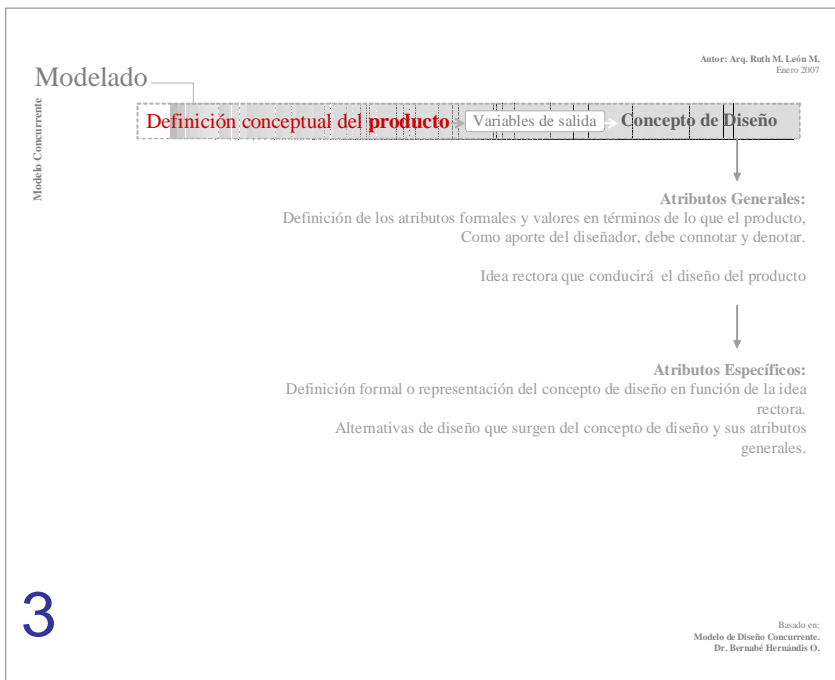 Autor: Arq. Ruth M. León M.
Enero 2007
Modelado
Modelo Concurrente
Definición conceptual del producto
Variables de salida
Concepto de Diseño
Atributos Generales:
Definición de los atributos formales y valores en términos de lo que el producto,
Como aporte del diseñador, debe connotar y denotar.
Idea rectora que conducirá el diseño del producto
Atributos Específicos:
Definición formal o representación del concepto de diseño en función de la idea
rectora.
Alternativas de diseño que surgen del concepto de diseño y sus atributos
generales.
3
Basado en:
Modelo de Diseño Concurrente.
Dr. Bernabé Hernándis O.